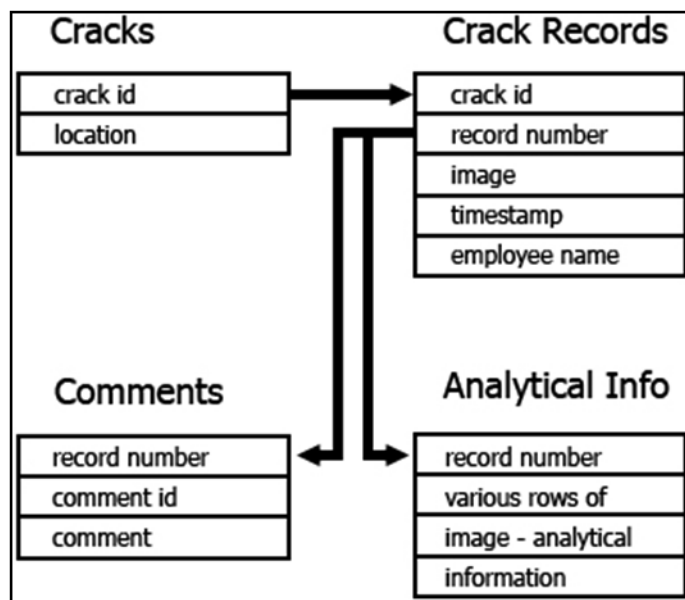 Cracks
crack id
location
Crack Records
crack id
record number
image
timestamp
employee name
Comments
record number
comment id
comment
Analytical Info
record number
various rows of
image - analytical
information